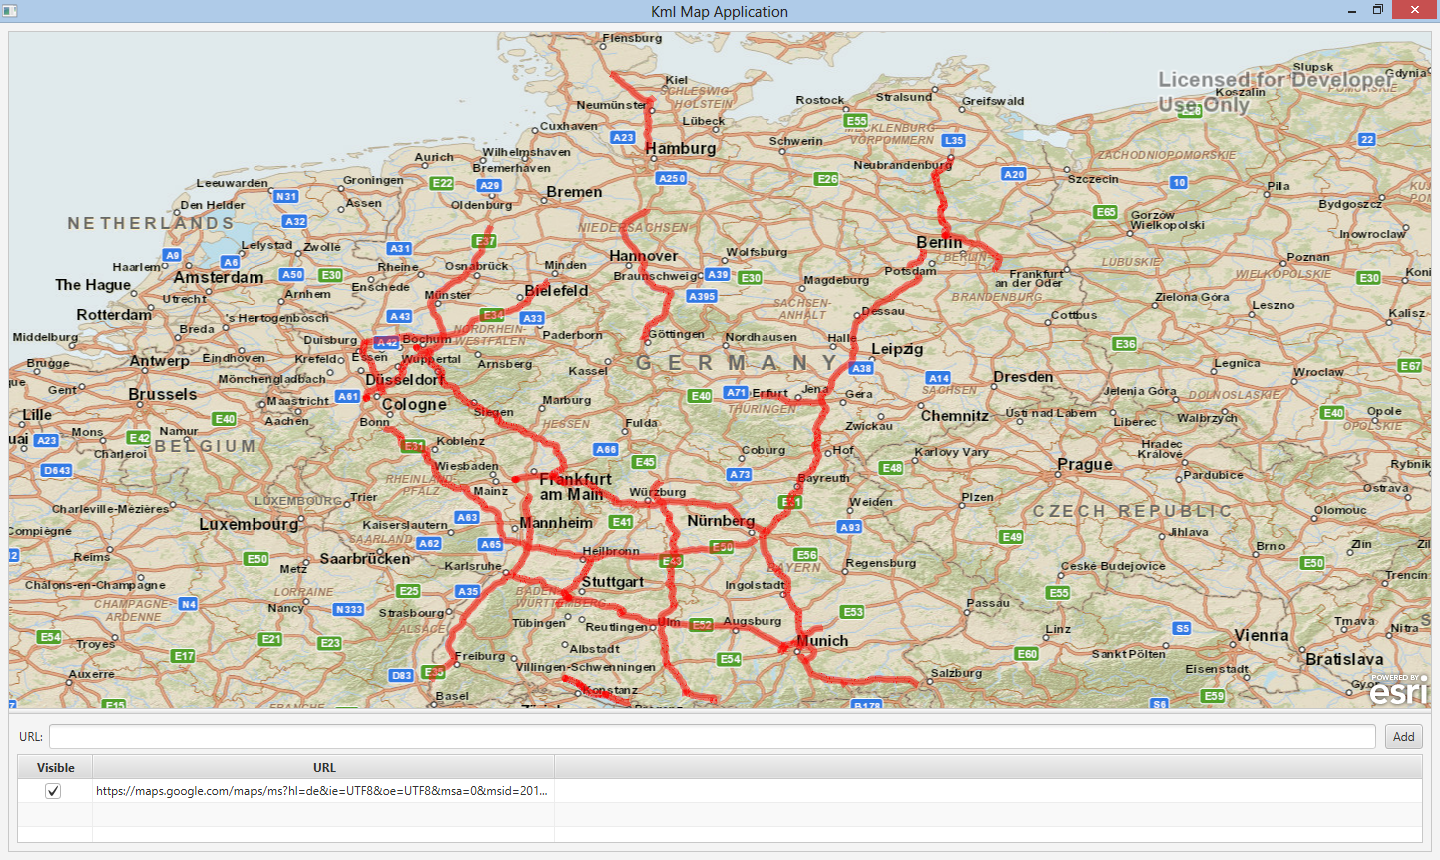 Kml Map Application
Flensburg
Kiel
SCHLESWIG-
HOLSTEIN
Neumünster
Lübeck
Rostock
Stralsund
Greifswald
Licensed for Developer
Use Only
Slupsk
Gdynia
Koszalin
POMORSKIE
Cuxhaven
A23
Hamburg
Schwerin
E55
MECKLENBURG
VORPOMMERN
L35
E28
22
Aurich
Wilhelmshaven
Bremerhaven
Neubrandenburg
ZACHODNIOPOMORSKIE
Leeuwarden
Groningen
E22
A29
A250
E26
A20
Szczecin
10
Pila
N31
Den Helder
Assen
Oldenburg
Bremen
Bydgoszcz
NETHERLANDS
A32
NIEDERSACHSEN
E65
Gorzów
Wielkopolski
Inowroclaw
Lelystad
Zwolle
A31
E37
Berlin
A9
A6
Haarlem
Amsterdam
A50
E30
Rheine
Osnabrück
Minden
Hannover
Wolfsburg
Braunschweig
A39
E30
Potsdam
BERLIN-
Frankfurt
an der Oder
LUBUSKIE
Poznan
WIELKOPOLSKIE
E30
Koni
The Hague
Utrecht
Arnhem
Enschede
Münster
Bielefeld
A395
Magdeburg
SACHSEN-
ANHALT
BRANDENBURG
Zielona Góra
Leszno
Rotterdam
's Hertogenbosch
A43
E34
A33
Dessau
Cottbus
Kalisz
Middelburg
Breda
Duisburg
A42
Bochum
NORDRHEIN-
WESTFALEN
Paderborn
Göttingen
Nordhausen
Halle
Leipzig
E36
Brugge
Antwerp
Eindhoven
Krefeld
Essen
Wuppertal
Arnsberg
Kassel
GERMANY
A38
Legnica
Wroclaw
E67
que
Gent
Mönchengladbach
Düsseldorf
A14
SACHSEN
Dresden
Brussels
Maastricht
A61
Cologne
Marburg
E40
A71
Erfurt
THÜRINGEN
Jena
Gera
Jelenia Góra
DOLNOSLASKIE
Lille
E40
Aachen
Bonn
Siegen
HESSEN
Fulda
Chemnitz
Zwickau
Ústi nad Labem
Liberec
Walbrzych
E40
Opole
OPOLSKIE
uai
A23
Mons
E42
Namur
BELGIUM
Charleroi
E31
Koblenz
A66
Coburg
Hof
Karlovy Vary
Hradec
Králové
D643
Wiesbaden
E45
A73
E48
Prague
Pardubice
Rybnik
RHEINLAND-
PFALZ
Mainz
Frankfurt
am Main
Würzburg
Bayreuth
Ostrava
LUXEMBOURG
Trier
Charleville-Mézières
E51
Weiden
Plzen
CZECH REPUBLIC
Olomouc
Compiègne
Luxembourg
Kaiserslautern
A63
Mannheim
E41
Nürnberg
A93
Jihlava
SAARLAND
A62
A65
E49
Reims
E50
Saarbrücken
Heilbronn
E50
E56
Brno
Zlin
Zil
Metz
Karlsruhe
BAYERN
Regensburg
Ceské Budejovice
Châlons-en-Champagne
LORRAINE
E25
A35
BADEN-
WÜRTTEMBERG
Stuttgart
Ingolstadt
E55
Trencin
CHAMPAGNE-
ARDENNE
N4
Nancy
N333
Strasbourg
ALSACE
Tübingen
Reutlingen
Ulm
E52
Augsburg
E53
Passau
Linz
S5
Trnava
Nitra
E54
Troyes
E21
E23
Albstadt
Munich
Vienna
E17
Freiburg
Villingen-Schwenningen
E54
E60
Sankt Pölten
Bratislava
Auxerre
D83
E35
Salzburg
Eisenstadt
E15
Basel
Konstanz
B178
S6
E59
POWERED BY
esri
URL:
Add
Visible
URL
https://maps.google.com/maps/ms?hl=de&ie=UTF8&oe=UTF8&msa=0&msid=201...